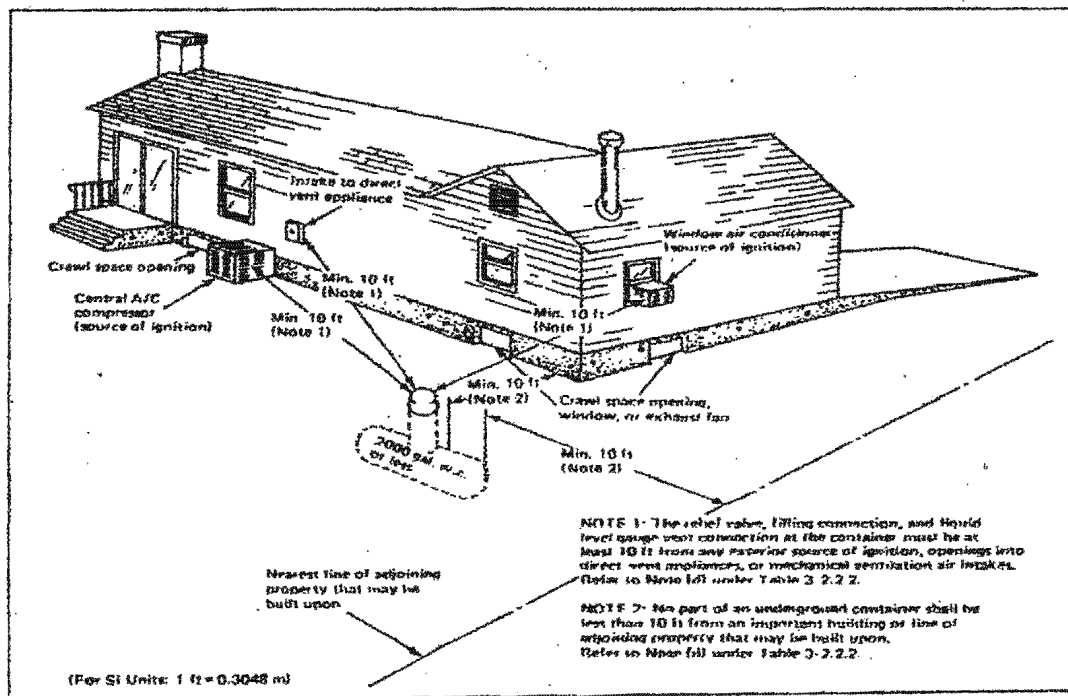 Intake to direct
vent appliance
Window air conditioner
(source of ignition)
Crawl space opening
Central A/C
compressor
(source of ignition)
Min. 10 ft
(Note 1)
Min. 10 ft
(Note 1)
Min. 10 ft
(Note 1)
Min. 10 ft
(Note 2)
Crawl space opening,
window, or exhaust fan
2000 gal. w.c.
or less
Min. 10 ft
(Note 2)
Nearest line of adjoining
property that may be
built upon
NOTE 1: The relief valve, filling connection, and liquid
level gauge vent connection at the container must be at
least 10 ft from any exterior source of ignition, openings into
direct vent appliances, or mechanical ventilation air intakes.
Refer to Note (d) under Table 3-2.2.2.
NOTE 2: No part of an underground container shall be
less than 10 ft from an important building or line of
adjoining property that may be built upon.
Refer to Note (d) under Table 3-2.2.2
(For SI Units: 1 ft = 0.3048 m)